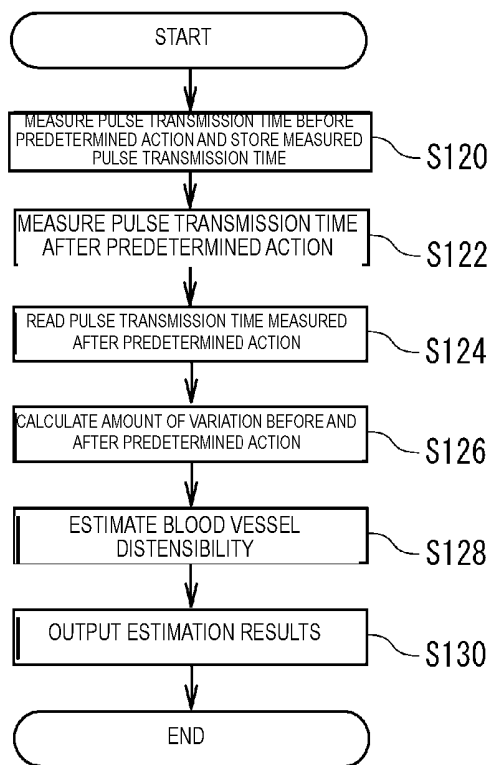 START
MEASURE PULSE TRANSMISSION TIME BEFORE
PREDETERMINED ACTION AND STORE MEASURED
PULSE TRANSMISSION TIME
S120
MEASURE PULSE TRANSMISSION TIME
AFTER PREDETERMINED ACTION
S122
READ PULSE TRANSMISSION TIME MEASURED
AFTER PREDETERMINED ACTION
S124
CALCULATE AMOUNT OF VARIATION BEFORE AND
AFTER PREDETERMINED ACTION
S126
ESTIMATE BLOOD VESSEL
DISTENSIBILITY
S128
OUTPUT ESTIMATION RESULTS
S130
END